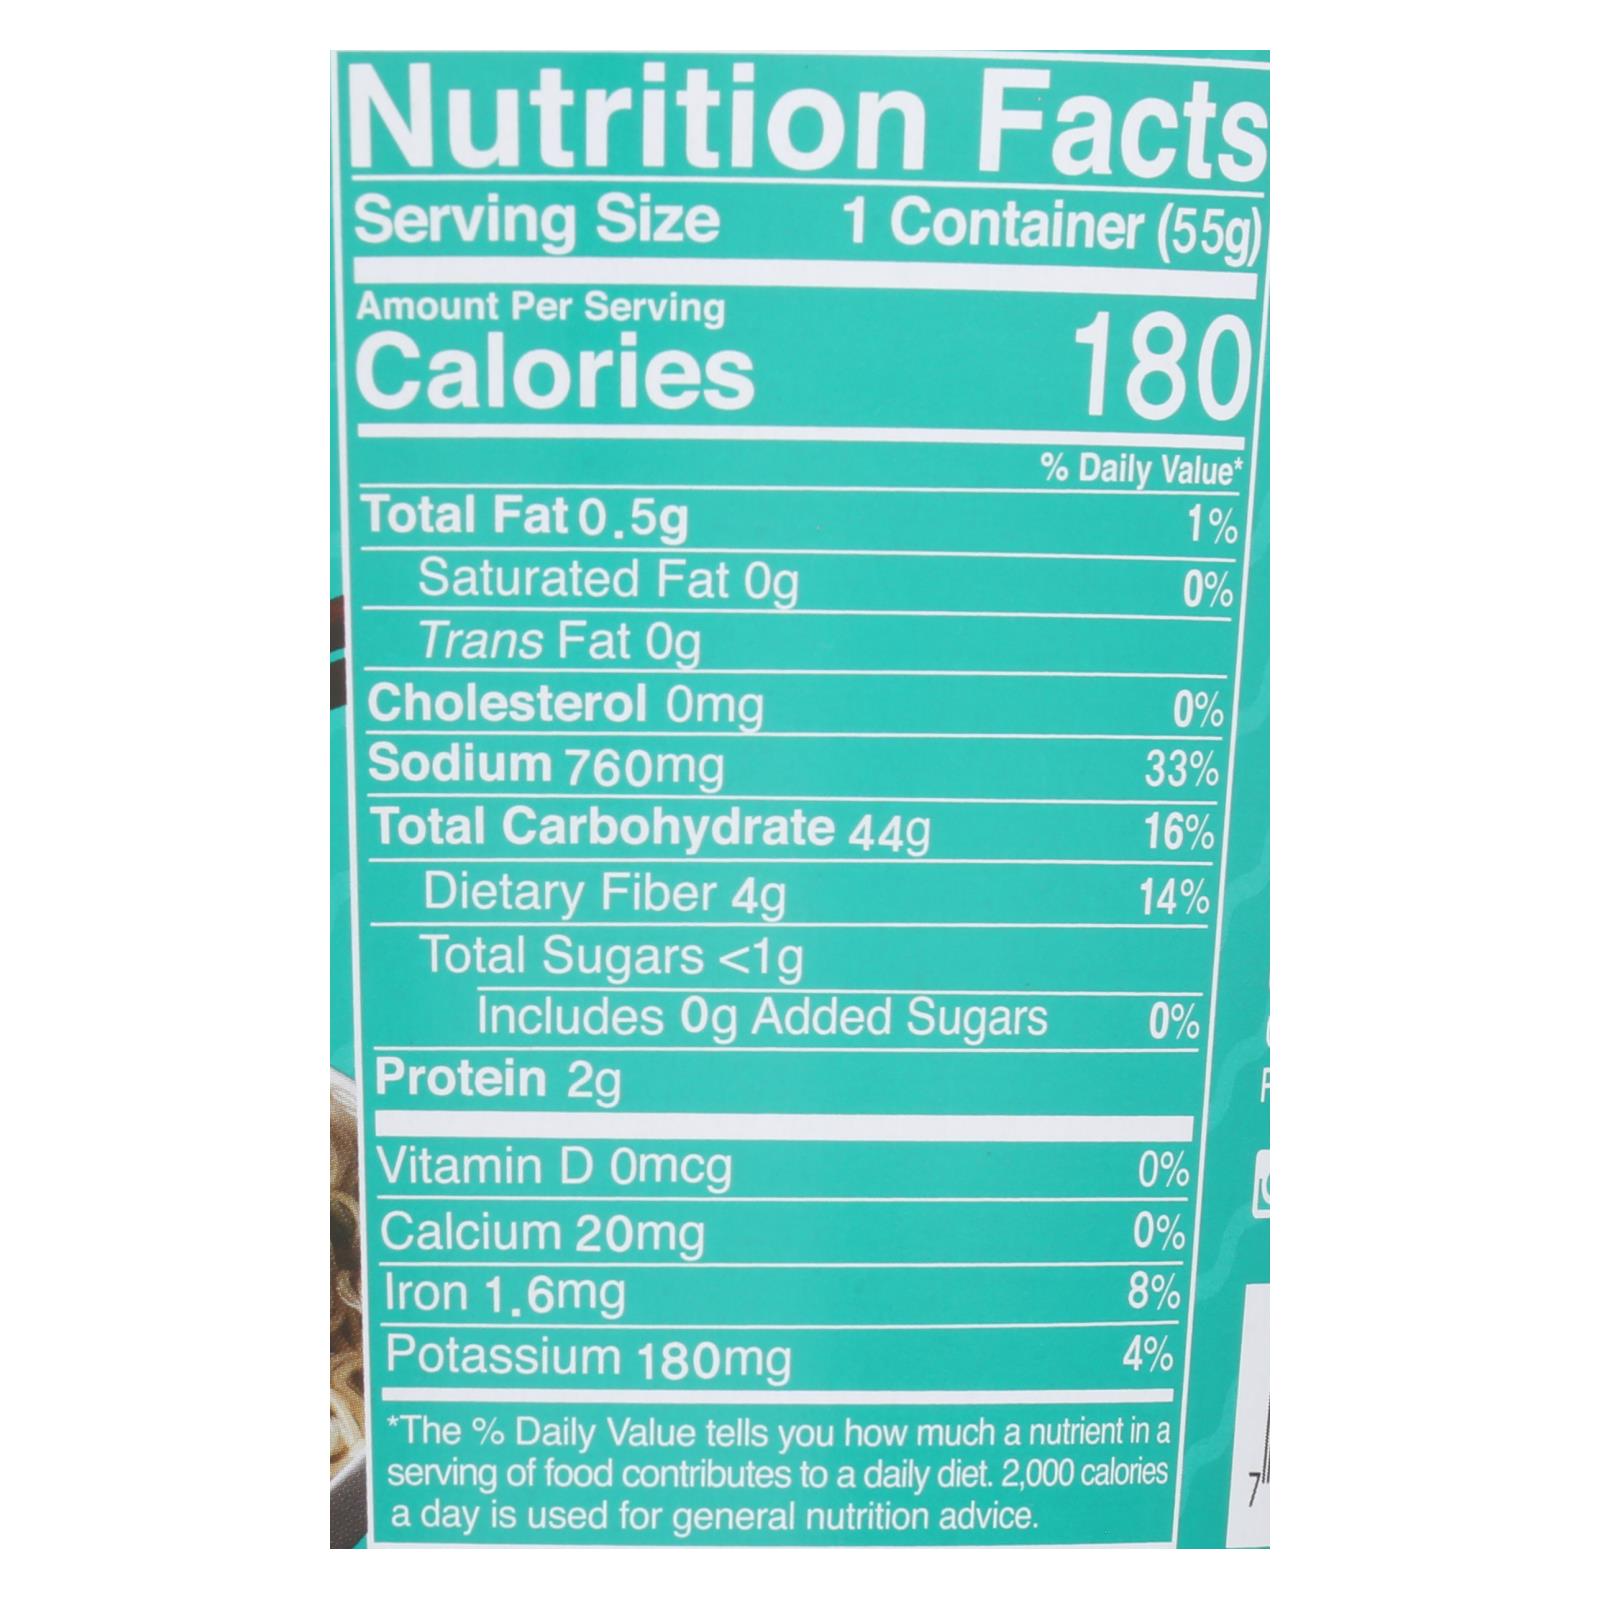 Nutrition Facts
Serving Size 1 Container (55g)
Amount Per Serving
Calories 180
% Daily Value*
Total Fat 0.5g 1%
Saturated Fat 0g 0%
Trans Fat 0g
Cholesterol 0mg 0%
Sodium 760mg 33%
Total Carbohydrate 44g 16%
Dietary Fiber 4g 14%
Total Sugars <1g
Includes 0g Added Sugars 0%
Protein 2g
Vitamin D 0mcg 0%
Calcium 20mg 0%
Iron 1.6mg 8%
Potassium 180mg 4%
*The % Daily Value tells you how much a nutrient in a
serving of food contributes to a daily diet. 2,000 calories
a day is used for general nutrition advice.
7